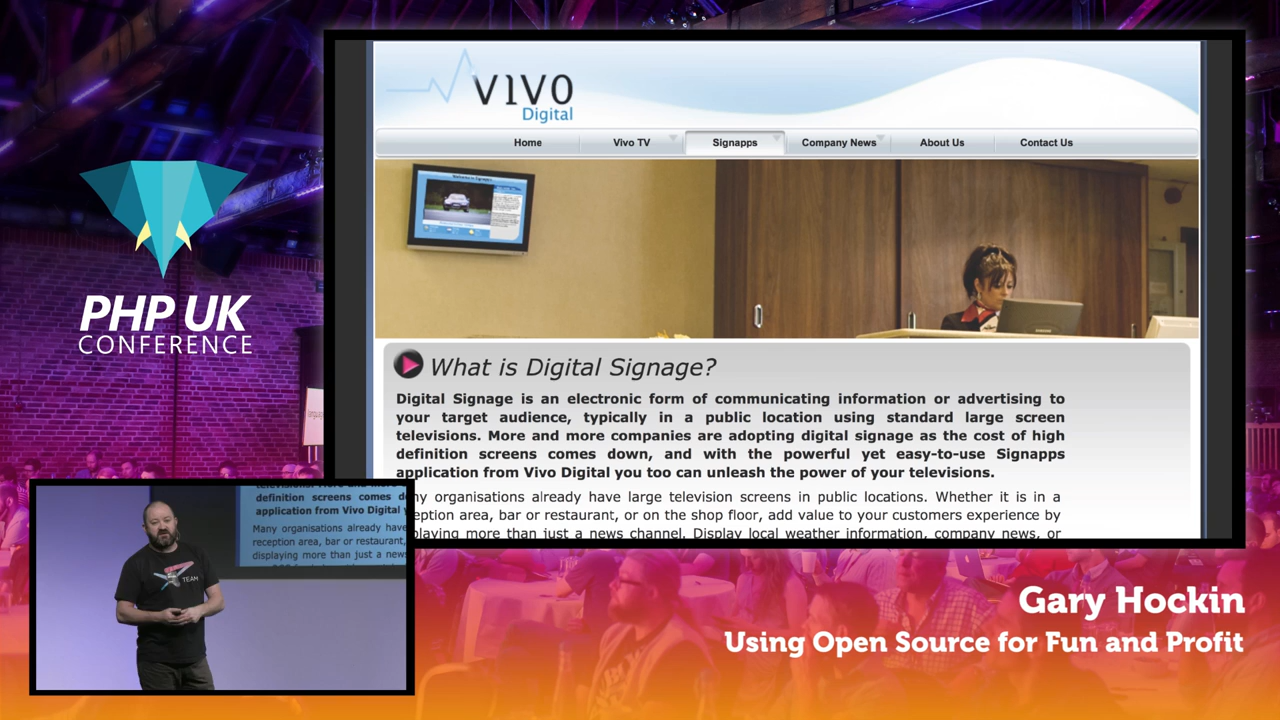 VIVO
Digital
Home
Vivo TV
Signapps
Company News
About Us
Contact Us
PHP UK
CONFERENCE
What is Digital Signage?
Digital Signage is an electronic form of communicating information or advertising to
your target audience, typically in a public location using standard large screen
televisions. More and more companies are adopting digital signage as the cost of high
definition screens comes down, and with the powerful yet easy-to-use Signapps
application from Vivo Digital you too can unleash the power of your televisions.
organisations already have large television screens in public locations. Whether it is in a
area, bar or restaurant, or on the shop floor, add value to your customers experience by
more than just a news channel. Display local weather information, company news, or
definition screens comes
application from Vivo Digital
Many organisations already have
reception area, bar or restaurant,
displaying more than just a news
TEAM
Gary Hockin
Using Open Source for Fun and Profit